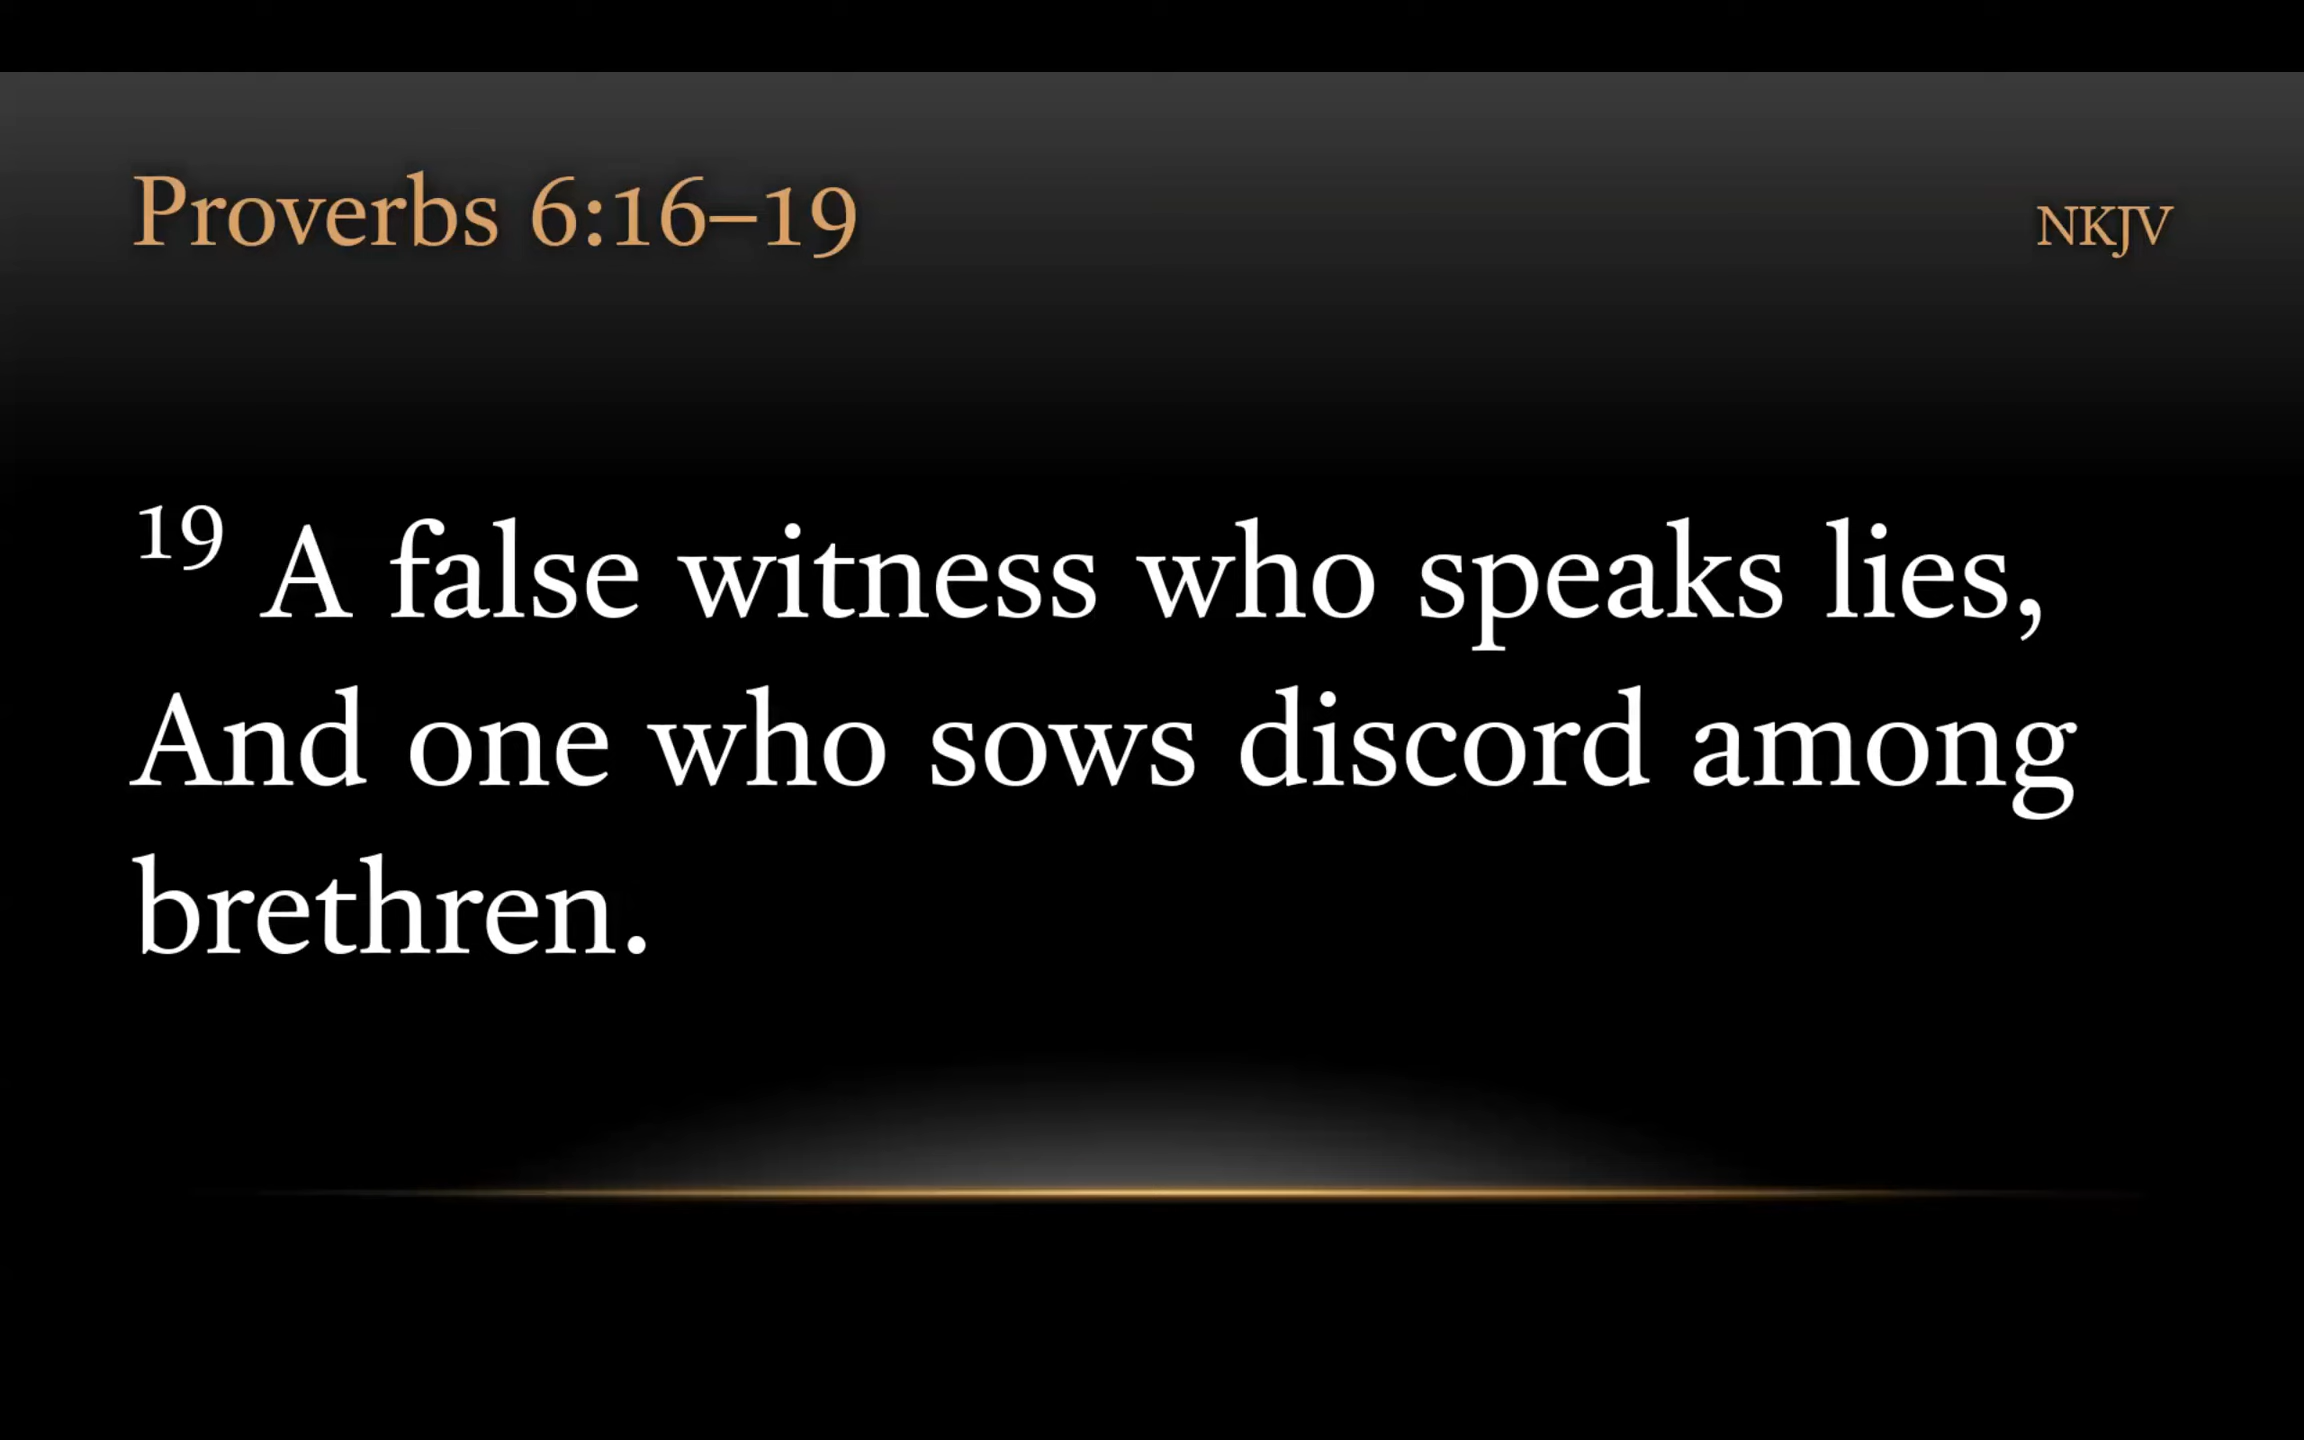 Proverbs 6:16–19
NKJV
19 A false witness who speaks lies,
And one who sows discord among
brethren.